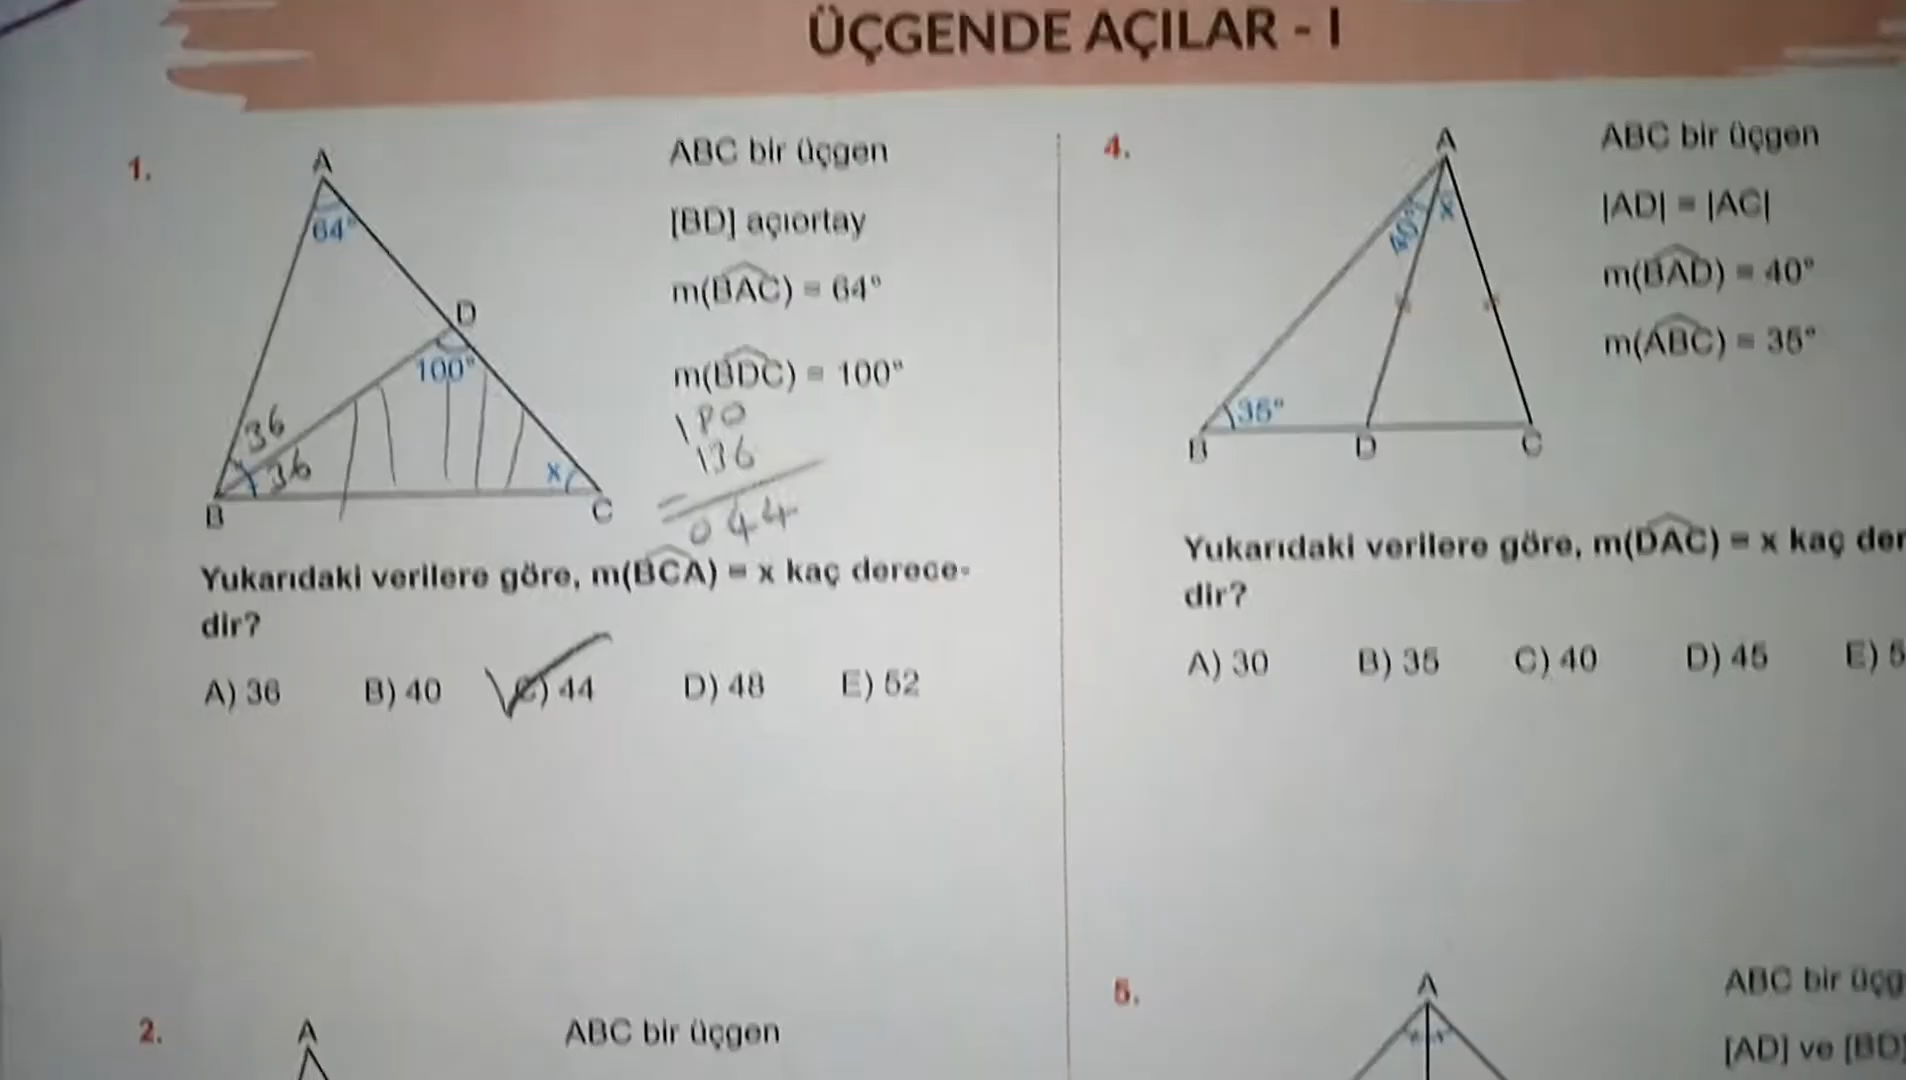 ÜÇGENDE AÇILAR - I
1.
A
64°
D
100°
36
36
x
B
C
ABC bir üçgen
[BD] açıortay
m(BAC) = 64°
m(BDC) = 100°
180
136
=
044
Yukarıdaki verilere göre, m(BCA) = x kaç derece-
dir?
A) 36 B) 40 C) 44 D) 48 E) 52
2.
A
ABC bir üçgen
4.
A
40°
x
35°
B
D
C
ABC bir üçgen
|AD| = |AC|
m(BAD) = 40°
m(ABC) = 35°
Yukarıdaki verilere göre, m(DAC) = x kaç der
dir?
A) 30 B) 35 C) 40 D) 45 E) 5
5.
A
ABC bir üçg
[AD] ve [BD]